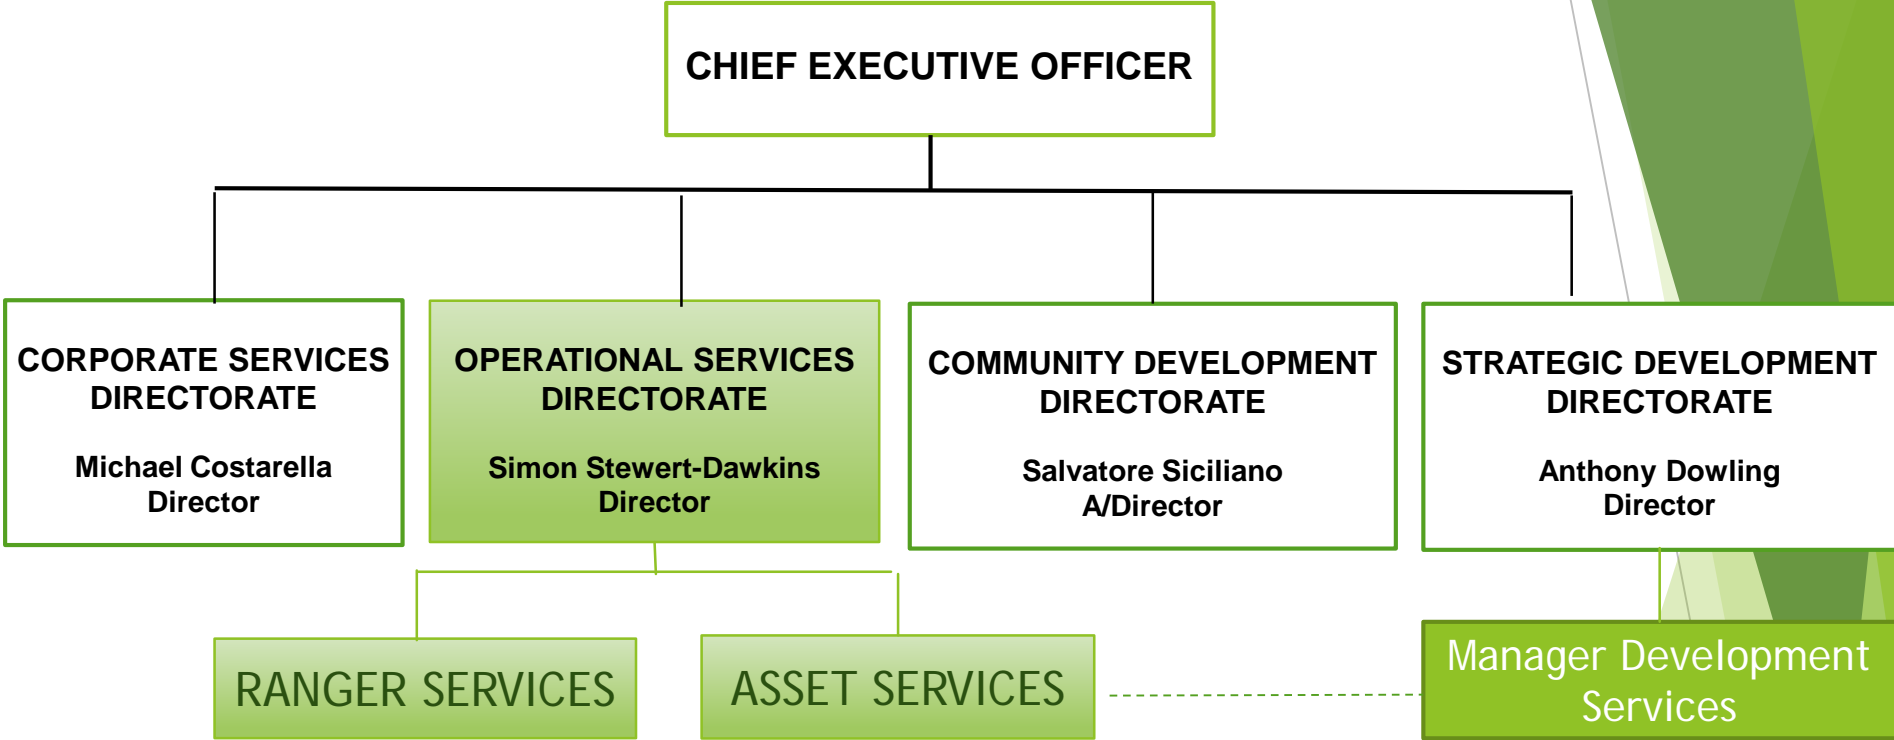 CHIEF EXECUTIVE OFFICER
CORPORATE SERVICES
DIRECTORATE
Michael Costarella
Director
OPERATIONAL SERVICES
DIRECTORATE
Simon Stewert-Dawkins
Director
COMMUNITY DEVELOPMENT
DIRECTORATE
Salvatore Siciliano
A/Director
STRATEGIC DEVELOPMENT
DIRECTORATE
Anthony Dowling
Director
RANGER SERVICES
ASSET SERVICES
Manager Development
Services